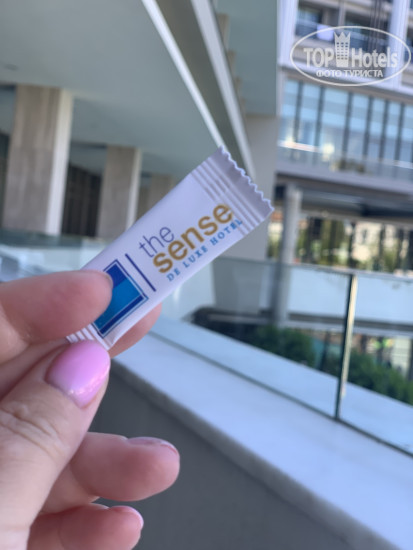 TOP Hotels
ФОТО ТУРИСТА
the
sense
DE LUXE HOTEL